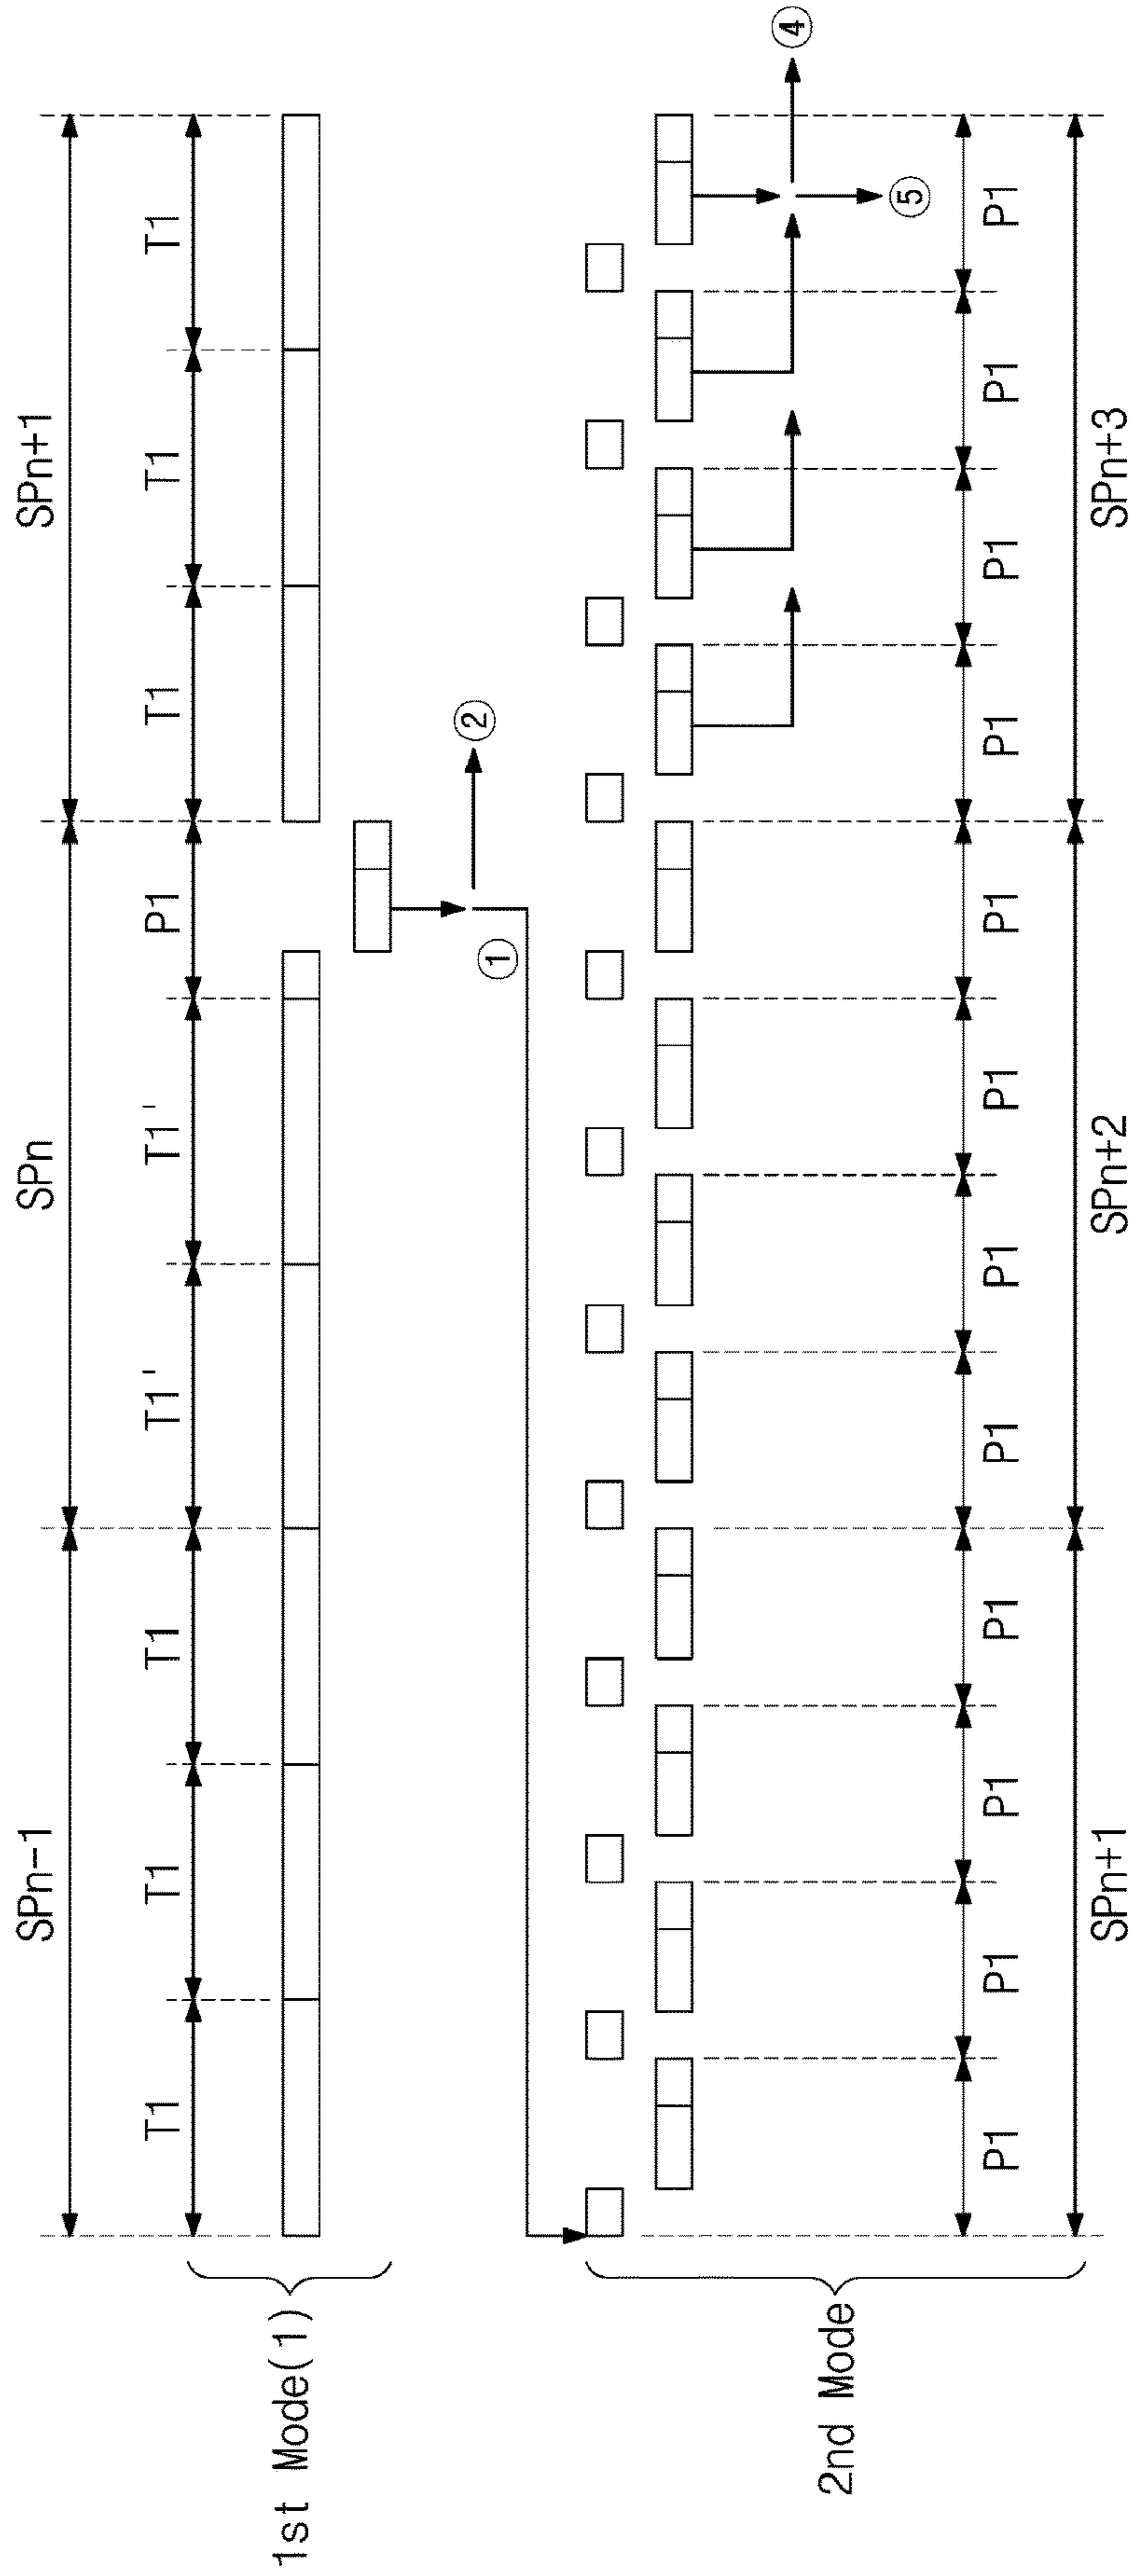 SPn-1 SPn SPn+1
T1 T1 T1 T1' T1' P1 T1 T1 T1
1st Mode(1)
②
①
④
⑤
2nd Mode
P1 P1 P1 P1 P1 P1 P1 P1 P1 P1 P1 P1
SPn+1 SPn+2 SPn+3